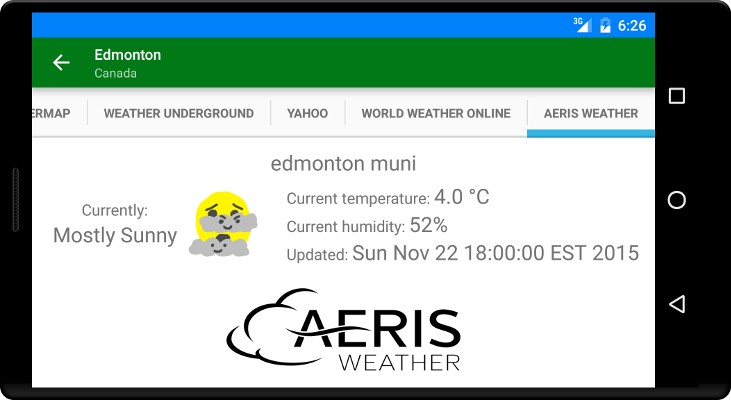 3G 6:26
Edmonton
Canada
ERMAP WEATHER UNDERGROUND YAHOO WORLD WEATHER ONLINE AERIS WEATHER
edmonton muni
Currently:
Mostly Sunny
Current temperature: 4.0 °C
Current humidity: 52%
Updated: Sun Nov 22 18:00:00 EST 2015
AERIS
WEATHER